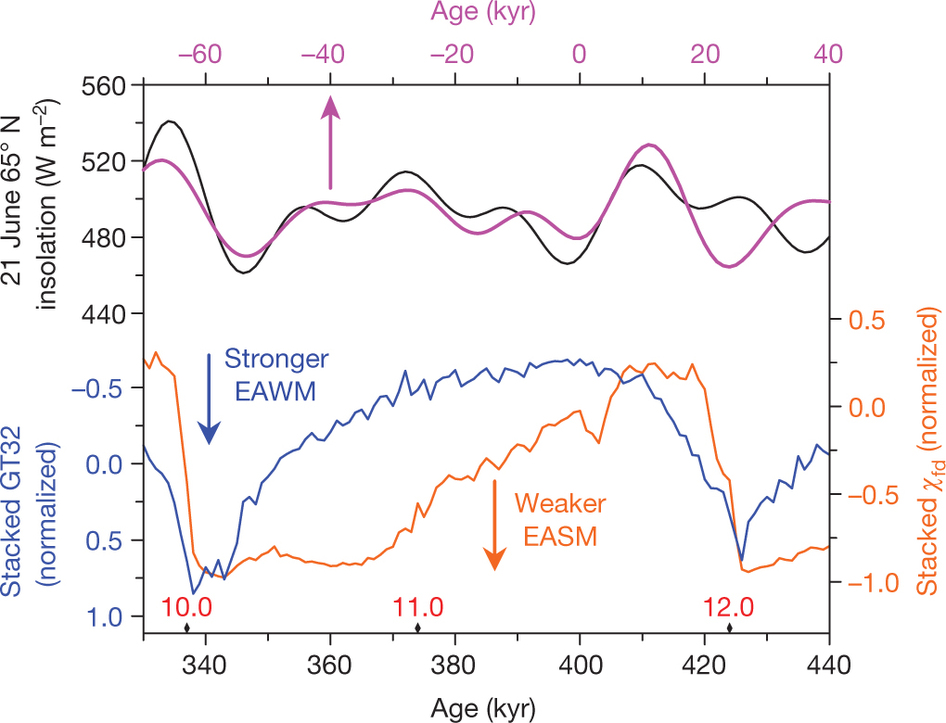 Age (kyr)
–60 –40 –20 0 20 40
560
520
480
440
21 June 65° N
insolation (W m–2)
Stronger
EAWM
Weaker
EASM
–0.5
0.0
0.5
1.0
Stacked GT32
(normalized)
0.5
0.0
–0.5
–1.0
Stacked χfd (normalized)
10.0 11.0 12.0
340 360 380 400 420 440
Age (kyr)